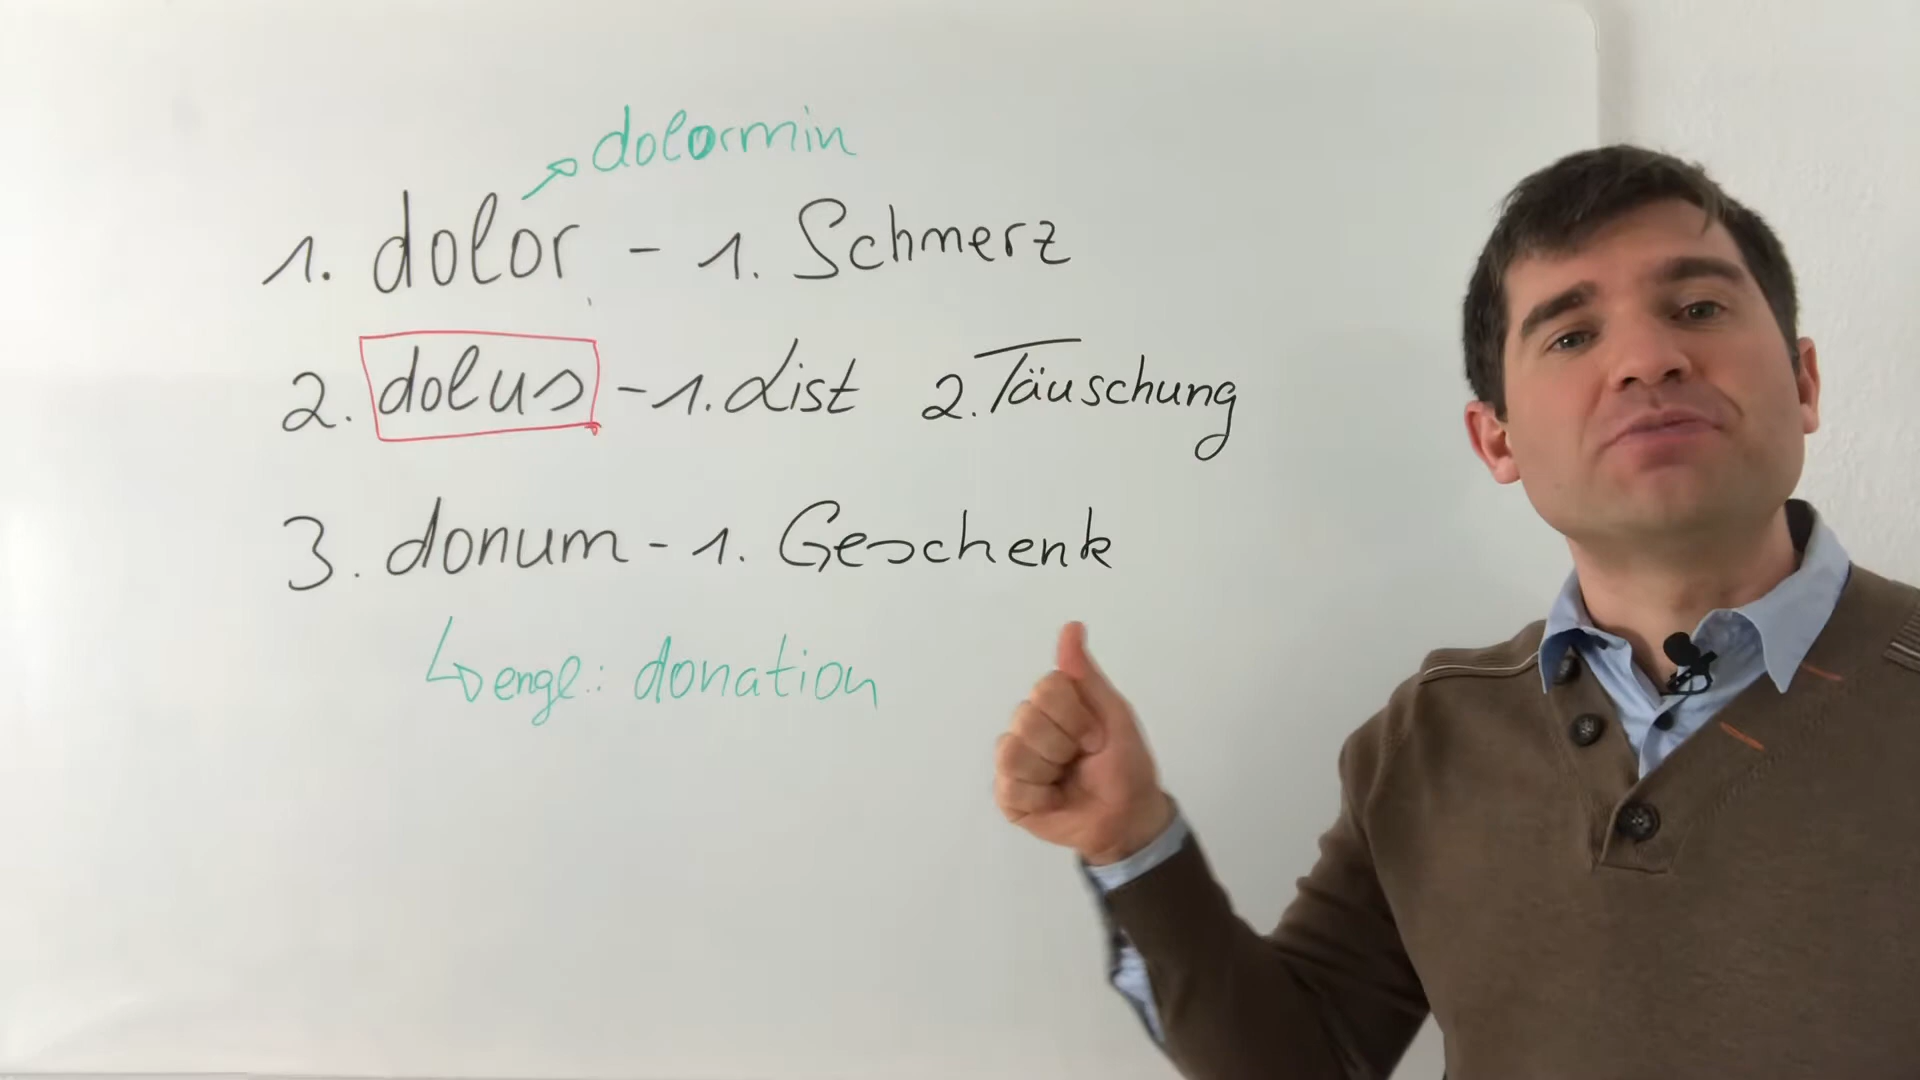 dolormin
1. dolor - 1. Schmerz
2. dolus - 1. List 2. Täuschung
3. donum - 1. Geschenk
engl.: donation